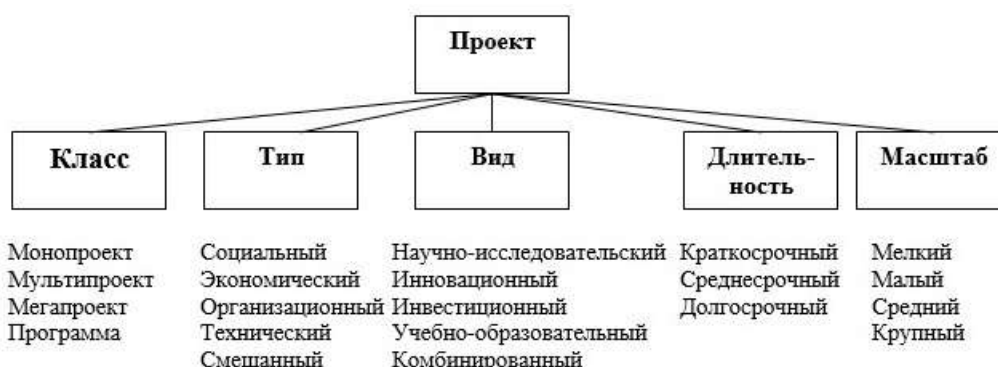 Проект
Класс
Тип
Вид
Длитель-
ность
Масштаб
Монопроект
Мультипроект
Мегапроект
Программа
Социальный
Экономический
Организационный
Технический
Смешанный
Научно-исследовательский
Инновационный
Инвестиционный
Учебно-образовательный
Комбинированный
Краткосрочный
Среднесрочный
Долгосрочный
Мелкий
Малый
Средний
Крупный